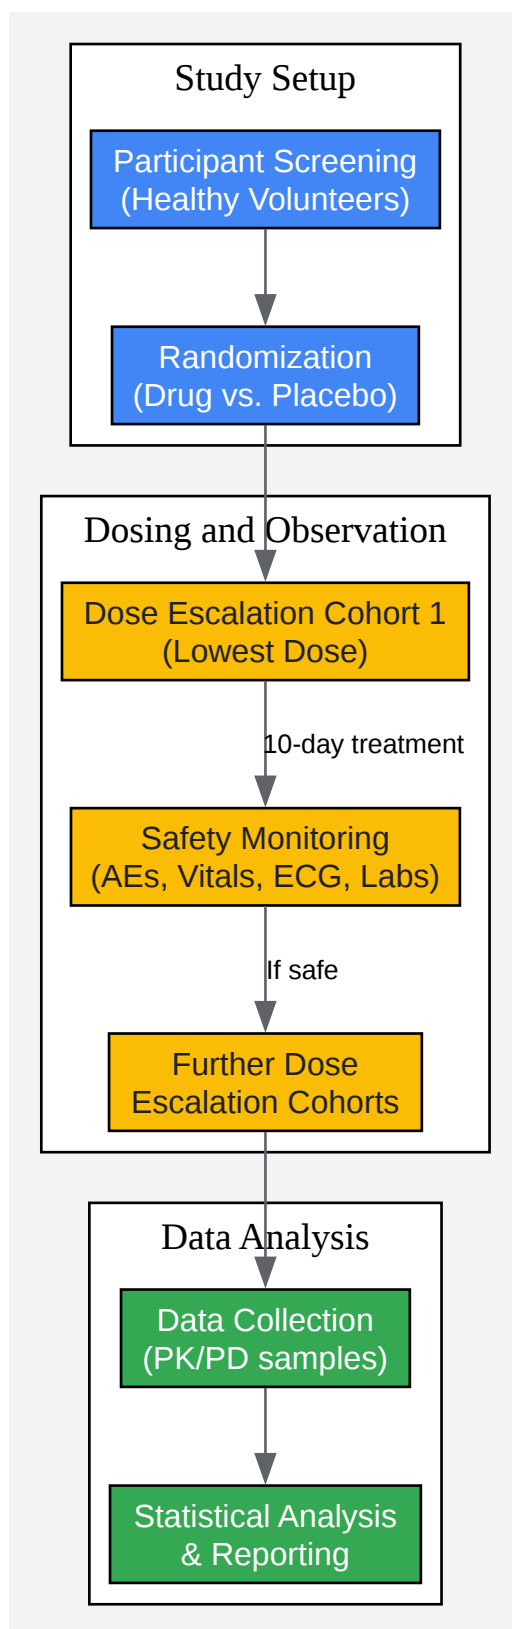 Study Setup
Participant Screening
(Healthy Volunteers)
Randomization
(Drug vs. Placebo)
Dosing and Observation
Dose Escalation Cohort 1
(Lowest Dose)
10-day treatment
Safety Monitoring
(AEs, Vitals, ECG, Labs)
If safe
Further Dose
Escalation Cohorts
Data Analysis
Data Collection
(PK/PD samples)
Statistical Analysis
& Reporting